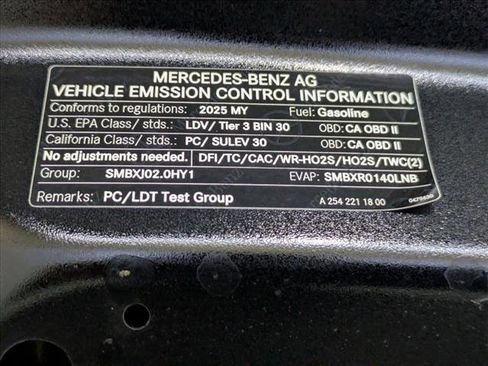 MERCEDES-BENZ AG
VEHICLE EMISSION CONTROL INFORMATION
Conforms to regulations: 2025 MY Fuel: Gasoline
U.S. EPA Class/ stds.: LDV/ Tier 3 BIN 30 OBD: CA OBD II
California Class/ stds.: PC/ SULEV 30 OBD: CA OBD II
No adjustments needed. DFI/TC/CAC/WR-HO2S/HO2S/TWC(2)
Group: SMBXJ02.0HY1 EVAP: SMBXR0140LNB
Remarks: PC/LDT Test Group A 254 221 18 00